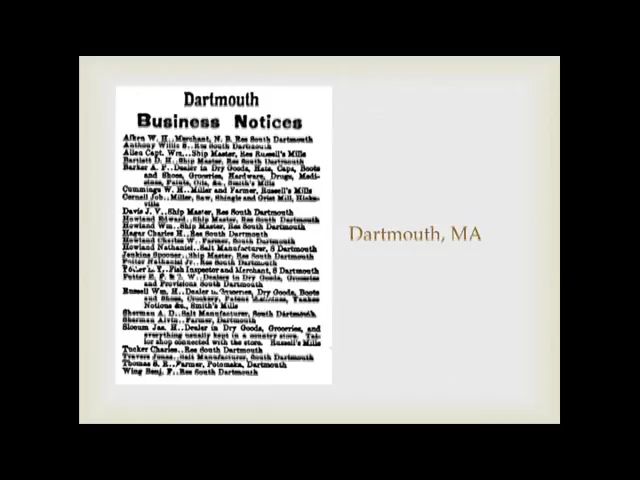 Dartmouth
Business Notices
Aiken W. H., Merchant, N. B. Res South Dartmouth
Anthony Willis S., Res South Dartmouth
Allen Capt. Wm., Ship Master, Res Russell's Mills
Bartlett D. H., Ship Master, Res South Dartmouth
Barker A. F., Dealer in Dry Goods, Hats, Caps, Boots
and Shoes, Groceries, Hardware, Drugs, Medi-
cines, Paints, Oils, &c, Smith's Mills
Cummings W. H., Miller and Farmer, Russell's Mills
Cornell Job., Miller, Saw, Shingle and Grist Mill, Hicks-
ville
Davis J. V., Ship Master, Res South Dartmouth
Howland Edward, Ship Master, Res South Dartmouth
Howland Wm., Ship Master, Res South Dartmouth
Hagar Charles H., Res South Dartmouth
Howland Charles W., Farmer, South Dartmouth
Howland Nathaniel, Salt Manufacturer, S Dartmouth
Jenkins Spooner, Ship Master, Res South Dartmouth
Potter Nathaniel Jr., Res South Dartmouth
Fish Inspector and Merchant, S Dartmouth
Potter Dealers in Dry Goods, Groceries
and Provisions South Dartmouth
Russell Wm. H., Dealer in Groceries, Dry Goods, Boots
and Shoes, Crockery, Patent Medicines, Yankee
Notions &c., Smith's Mills
Sherman A. D., Salt Manufacturer, South Dartmouth
Sherman Alvin, Farmer, Dartmouth
Slocum Jas. H., Dealer in Dry Goods, Groceries, and
everything usually kept in a country store. Tai-
lor shop connected with the store. Russell's Mills
Tucker Charles, Res South Dartmouth
Travers Jonas, Salt Manufacturer, South Dartmouth
Thomas S. R., Farmer, Potomska, Dartmouth
Wing Benj. F., Res South Dartmouth
Dartmouth, MA